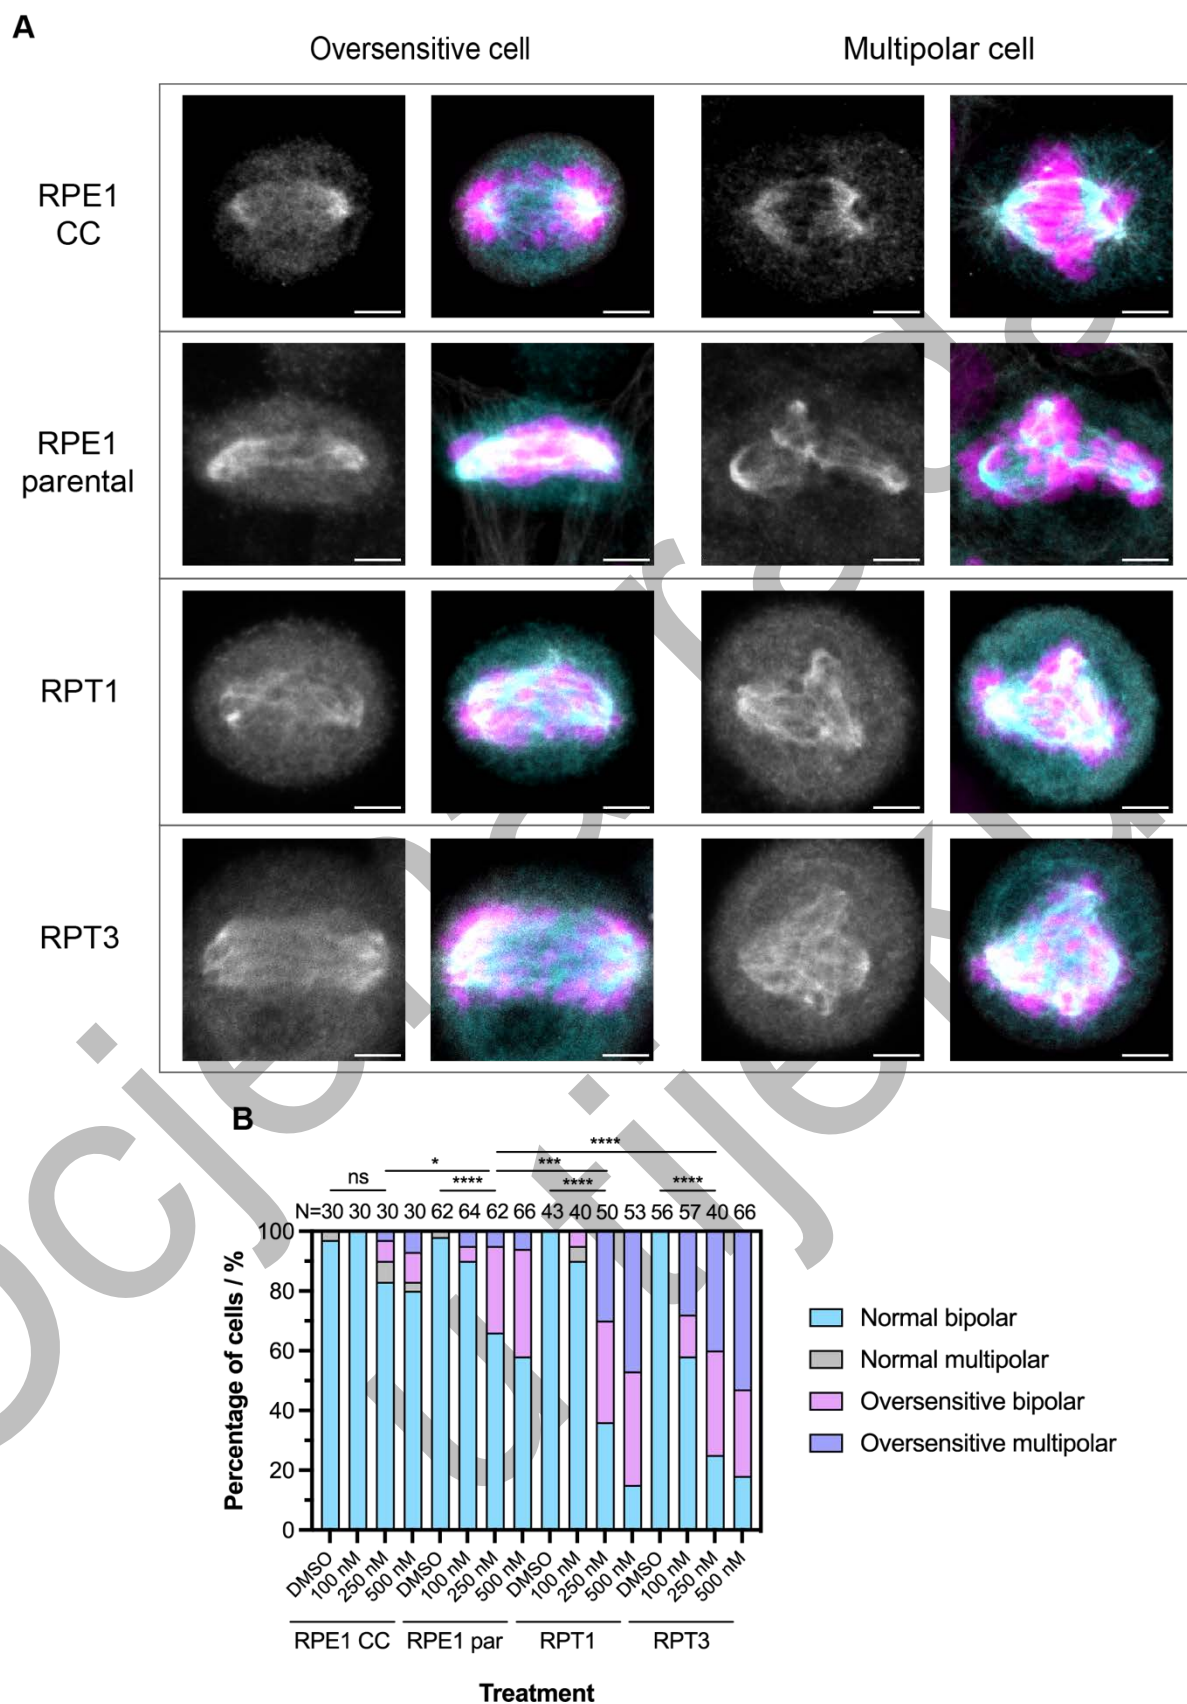 A
Oversensitive cell Multipolar cell
RPE1
CC
RPE1
parental
RPT1
RPT3
B
****
* ***
ns **** **** ****
N=30 30 30 30 62 64 62 66 43 40 50 53 56 57 40 66
100
80
60
40
20
0
Percentage of cells / %
Normal bipolar
Normal multipolar
Oversensitive bipolar
Oversensitive multipolar
DMSO 100 nM 250 nM 500 nM DMSO 100 nM 250 nM 500 nM DMSO 100 nM 250 nM 500 nM DMSO 100 nM 250 nM 500 nM
RPE1 CC RPE1 par RPT1 RPT3
Treatment